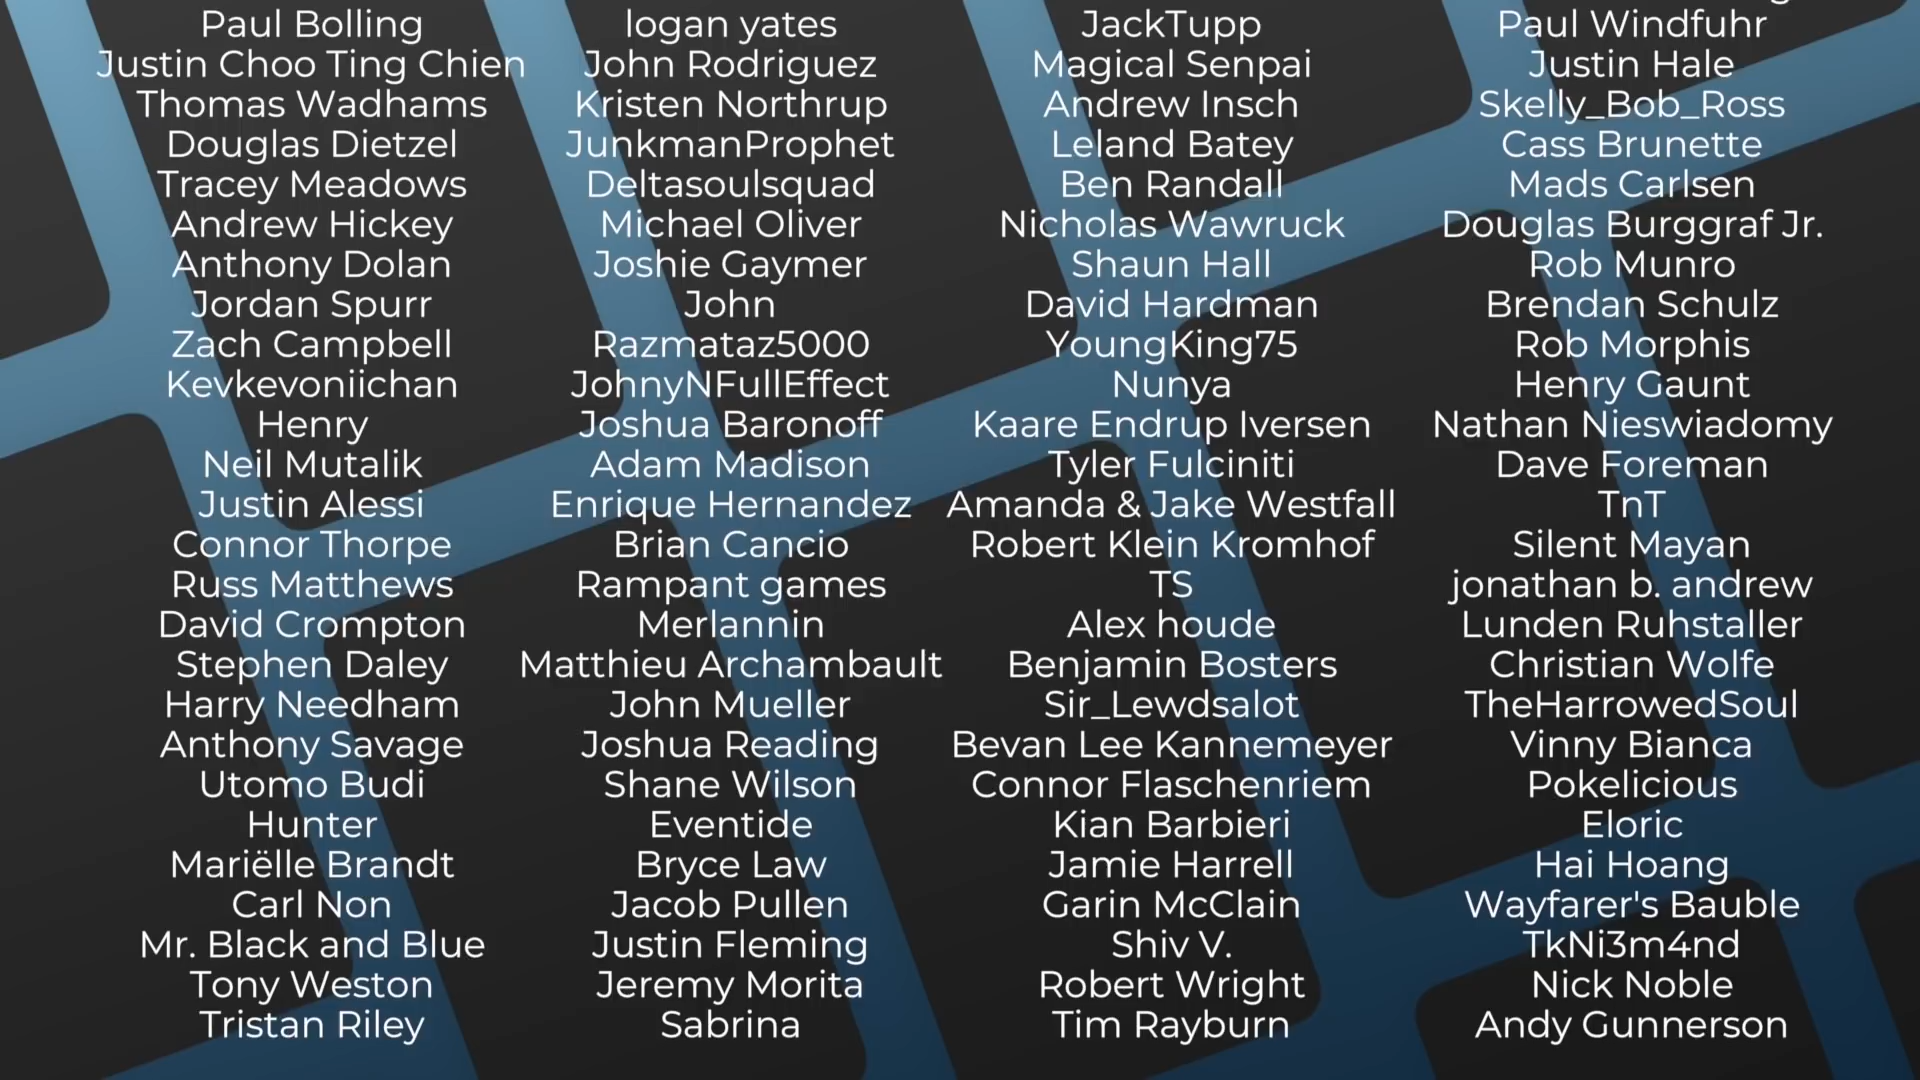 Paul Bolling
Justin Choo Ting Chien
Thomas Wadhams
Douglas Dietzel
Tracey Meadows
Andrew Hickey
Anthony Dolan
Jordan Spurr
Zach Campbell
Kevkevoniichan
Henry
Neil Mutalik
Justin Alessi
Connor Thorpe
Russ Matthews
David Crompton
Stephen Daley
Harry Needham
Anthony Savage
Utomo Budi
Hunter
Mariëlle Brandt
Carl Non
Mr. Black and Blue
Tony Weston
Tristan Riley
logan yates
John Rodriguez
Kristen Northrup
JunkmanProphet
Deltasoulsquad
Michael Oliver
Joshie Gaymer
John
Razmataz5000
JohnyNFullEffect
Joshua Baronoff
Adam Madison
Enrique Hernandez
Brian Cancio
Rampant games
Merlannin
Matthieu Archambault
John Mueller
Joshua Reading
Shane Wilson
Eventide
Bryce Law
Jacob Pullen
Justin Fleming
Jeremy Morita
Sabrina
JackTupp
Magical Senpai
Andrew Insch
Leland Batey
Ben Randall
Nicholas Wawruck
Shaun Hall
David Hardman
YoungKing75
Nunya
Kaare Endrup Iversen
Tyler Fulciniti
Amanda & Jake Westfall
Robert Klein Kromhof
TS
Alex houde
Benjamin Bosters
Sir_Lewdsalot
Bevan Lee Kannemeyer
Connor Flaschenriem
Kian Barbieri
Jamie Harrell
Garin McClain
Shiv V.
Robert Wright
Tim Rayburn
Paul Windfuhr
Justin Hale
Skelly_Bob_Ross
Cass Brunette
Mads Carlsen
Douglas Burggraf Jr.
Rob Munro
Brendan Schulz
Rob Morphis
Henry Gaunt
Nathan Nieswiadomy
Dave Foreman
TnT
Silent Mayan
jonathan b. andrew
Lunden Ruhstaller
Christian Wolfe
TheHarrowedSoul
Vinny Bianca
Pokelicious
Eloric
Hai Hoang
Wayfarer's Bauble
TkNi3m4nd
Nick Noble
Andy Gunnerson